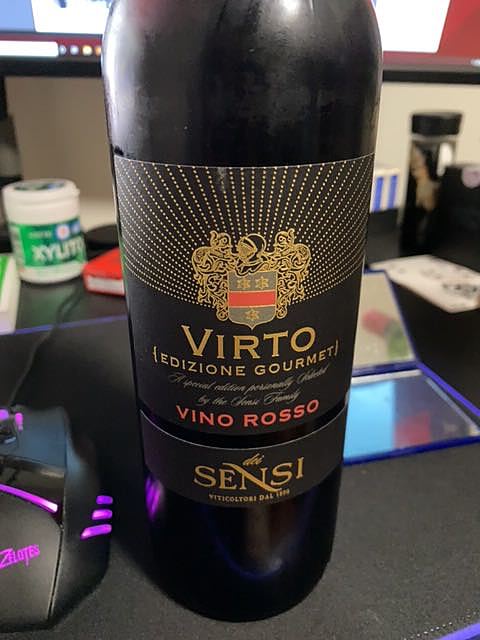 XYLIT
VIRTO
{EDIZIONE GOURMET}
A special edition personally Selected
by the Sensi Family
VINO ROSSO
dei
SENSI
VITICOLTORI DAL 1890
ZELOTES